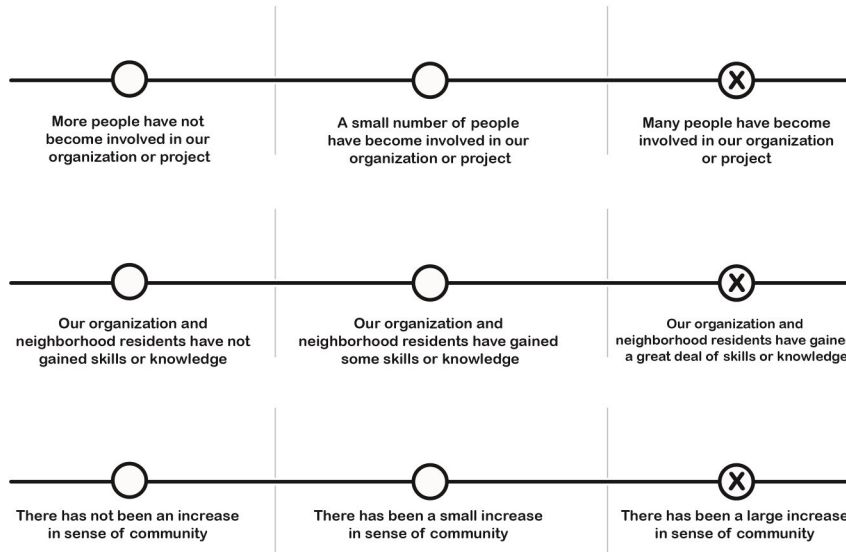 X
More people have not
become involved in our
organization or project
A small number of people
have become involved in our
organization or project
Many people have become
involved in our organization
or project
X
Our organization and
neighborhood residents have not
gained skills or knowledge
Our organization and
neighborhood residents have gained
some skills or knowledge
Our organization and
neighborhood residents have gaine
a great deal of skills or knowledge
X
There has not been an increase
in sense of community
There has been a small increase
in sense of community
There has been a large increase
in sense of community